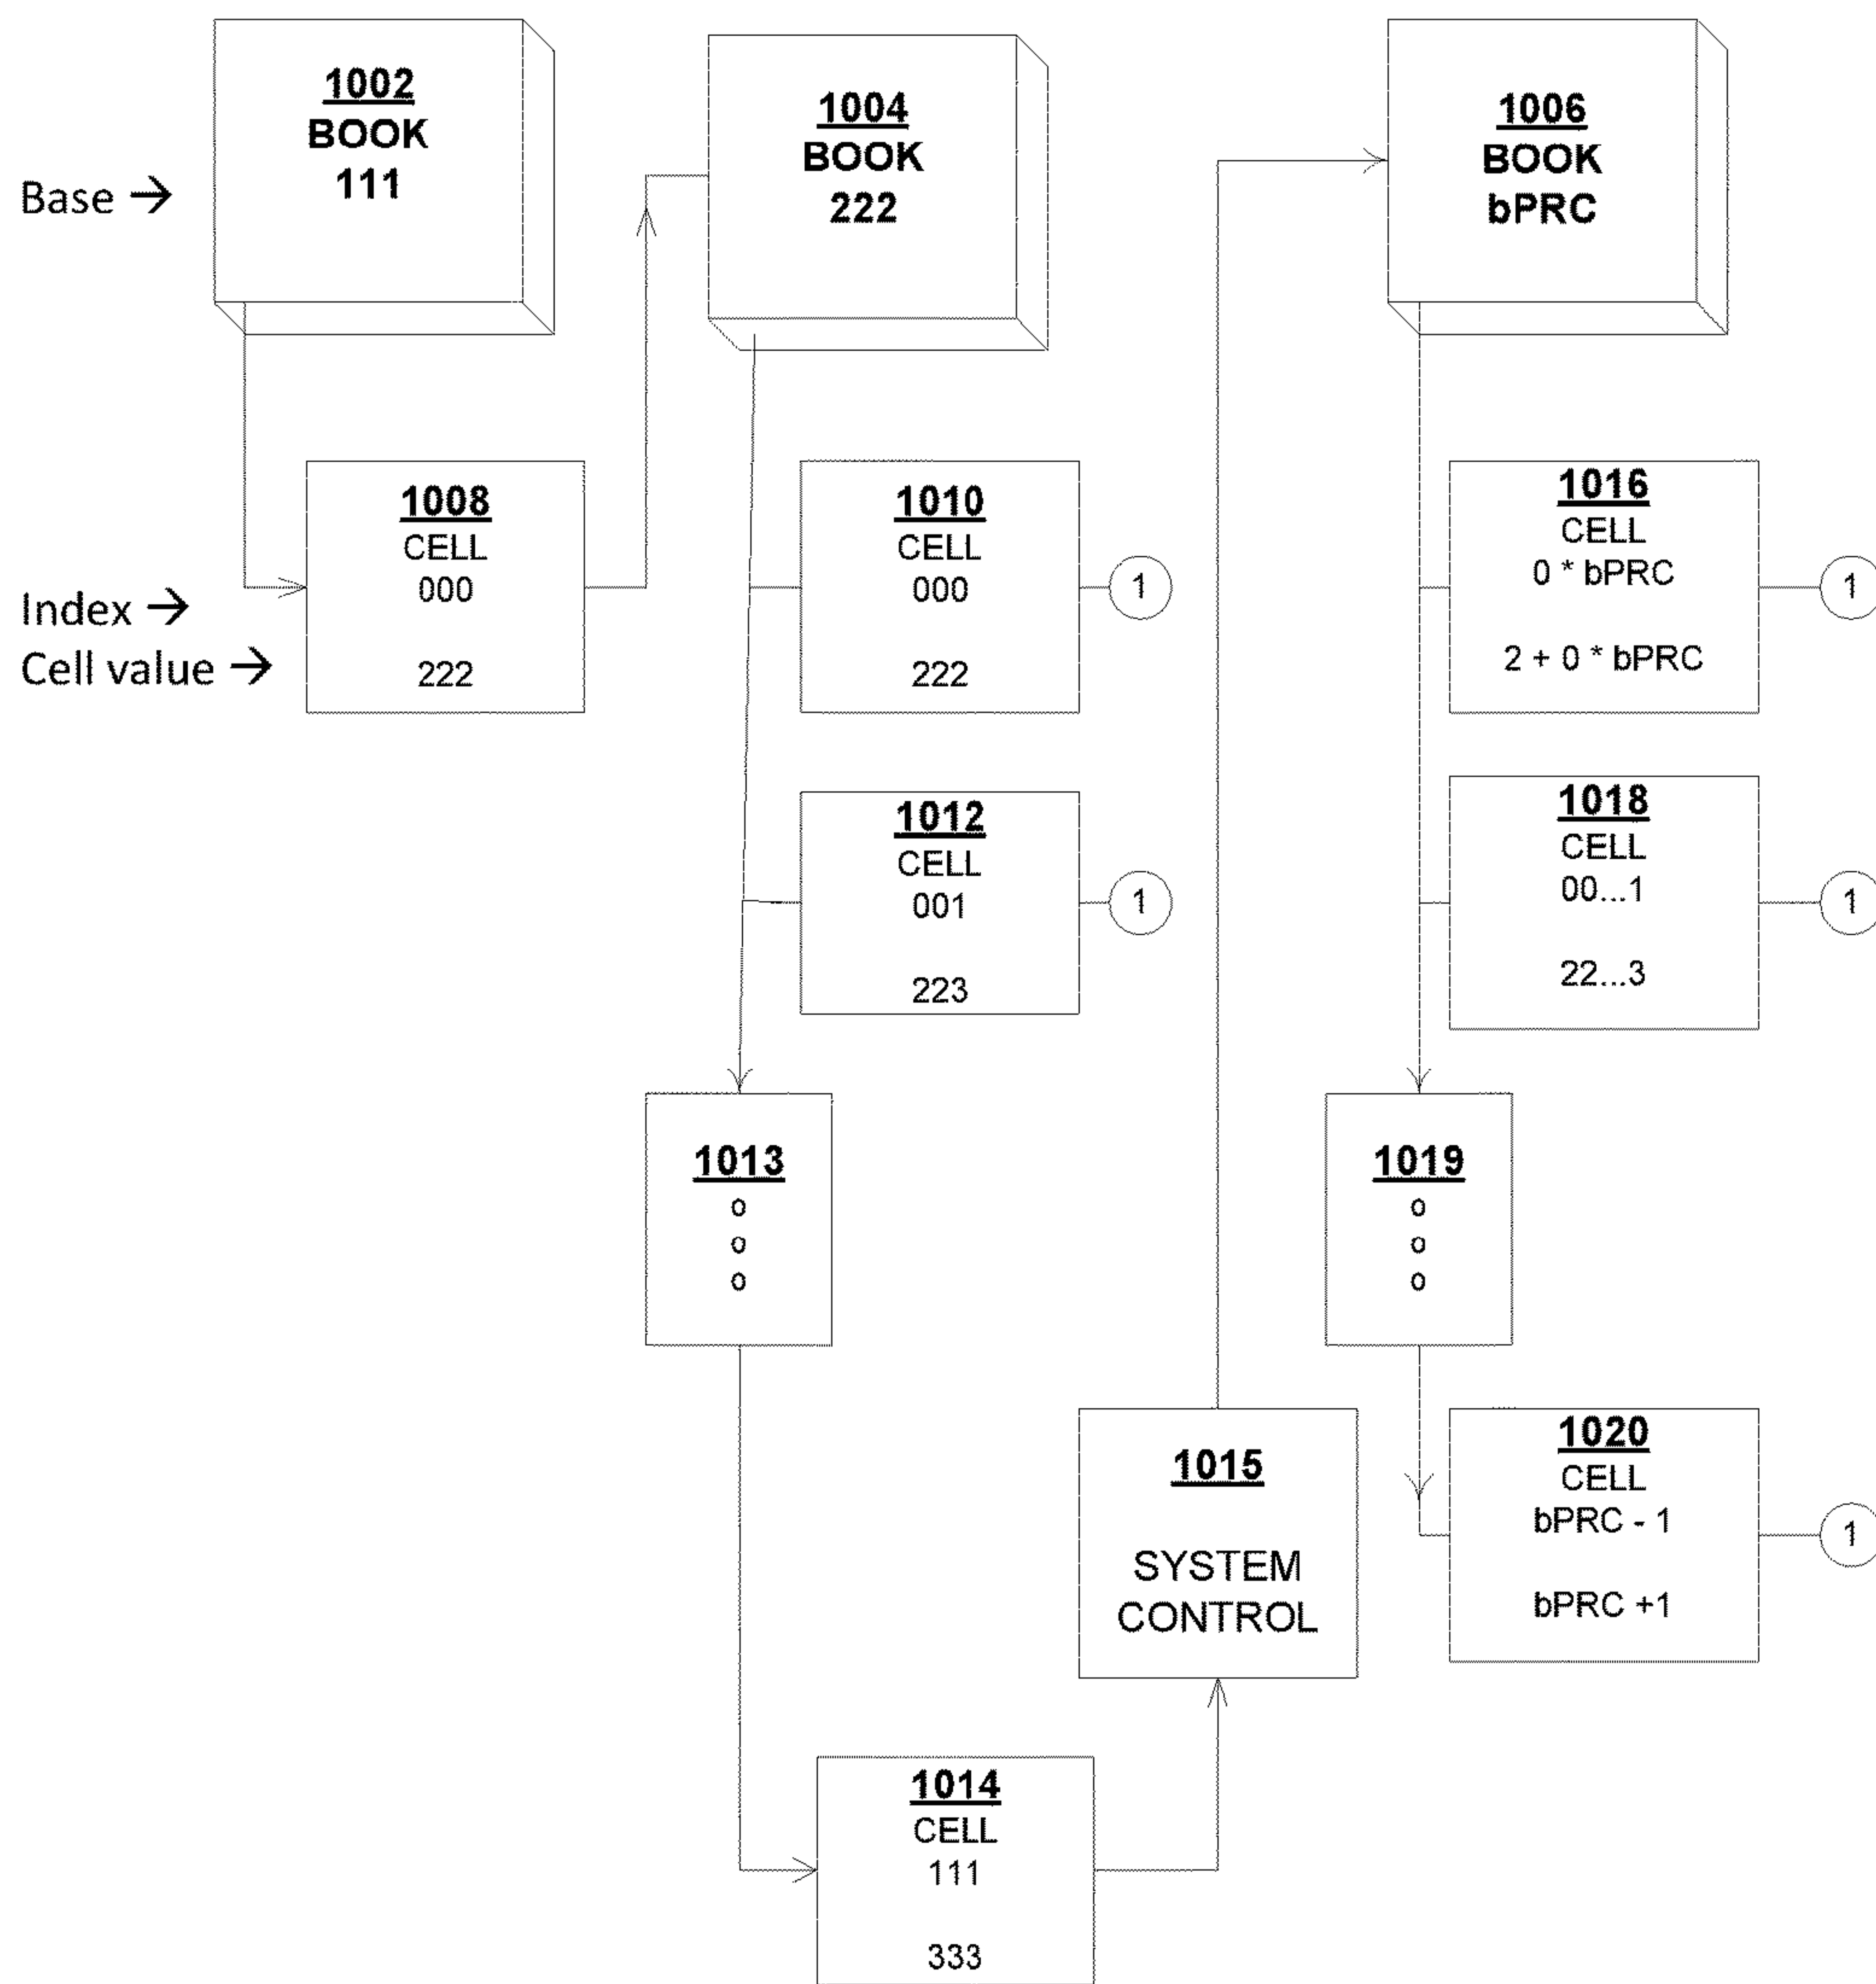 1002
BOOK
111
1004
BOOK
222
1006
BOOK
bPRC
Base →
1008
CELL
000
222
Index →
Cell value →
1010
CELL
000
222
1
1016
CELL
0 * bPRC
2 + 0 * bPRC
1
1012
CELL
001
223
1
1018
CELL
00...1
22...3
1
1013
o
o
o
1019
o
o
o
1015
SYSTEM
CONTROL
1020
CELL
bPRC - 1
bPRC +1
1
1014
CELL
111
333